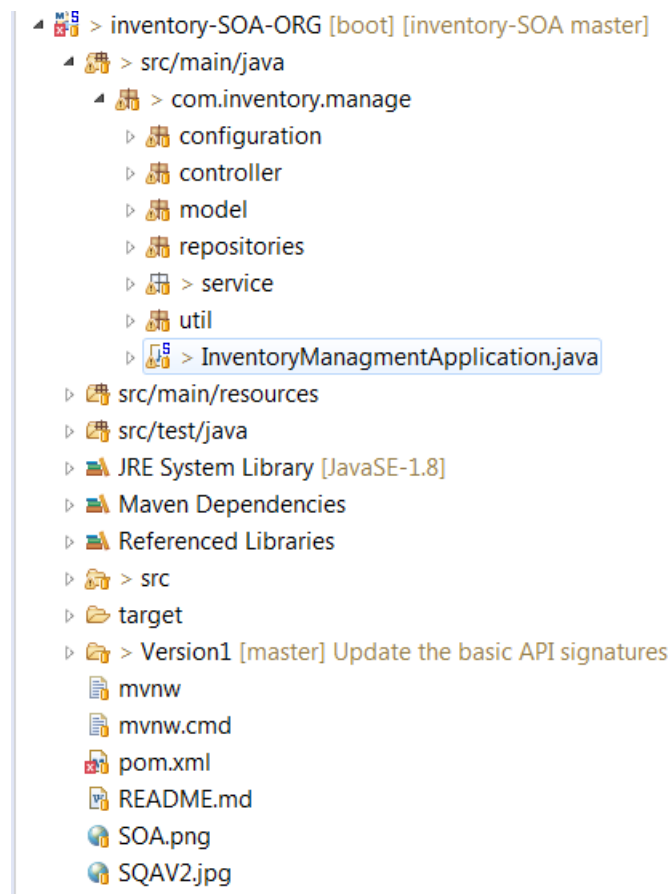 > inventory-SOA-ORG [boot] [inventory-SOA master]
> src/main/java
> com.inventory.manage
configuration
controller
model
repositories
> service
util
> InventoryManagmentApplication.java
src/main/resources
src/test/java
JRE System Library [JavaSE-1.8]
Maven Dependencies
Referenced Libraries
> src
target
> Version1 [master] Update the basic API signatures
mvnw
mvnw.cmd
pom.xml
README.md
SOA.png
SQAV2.jpg